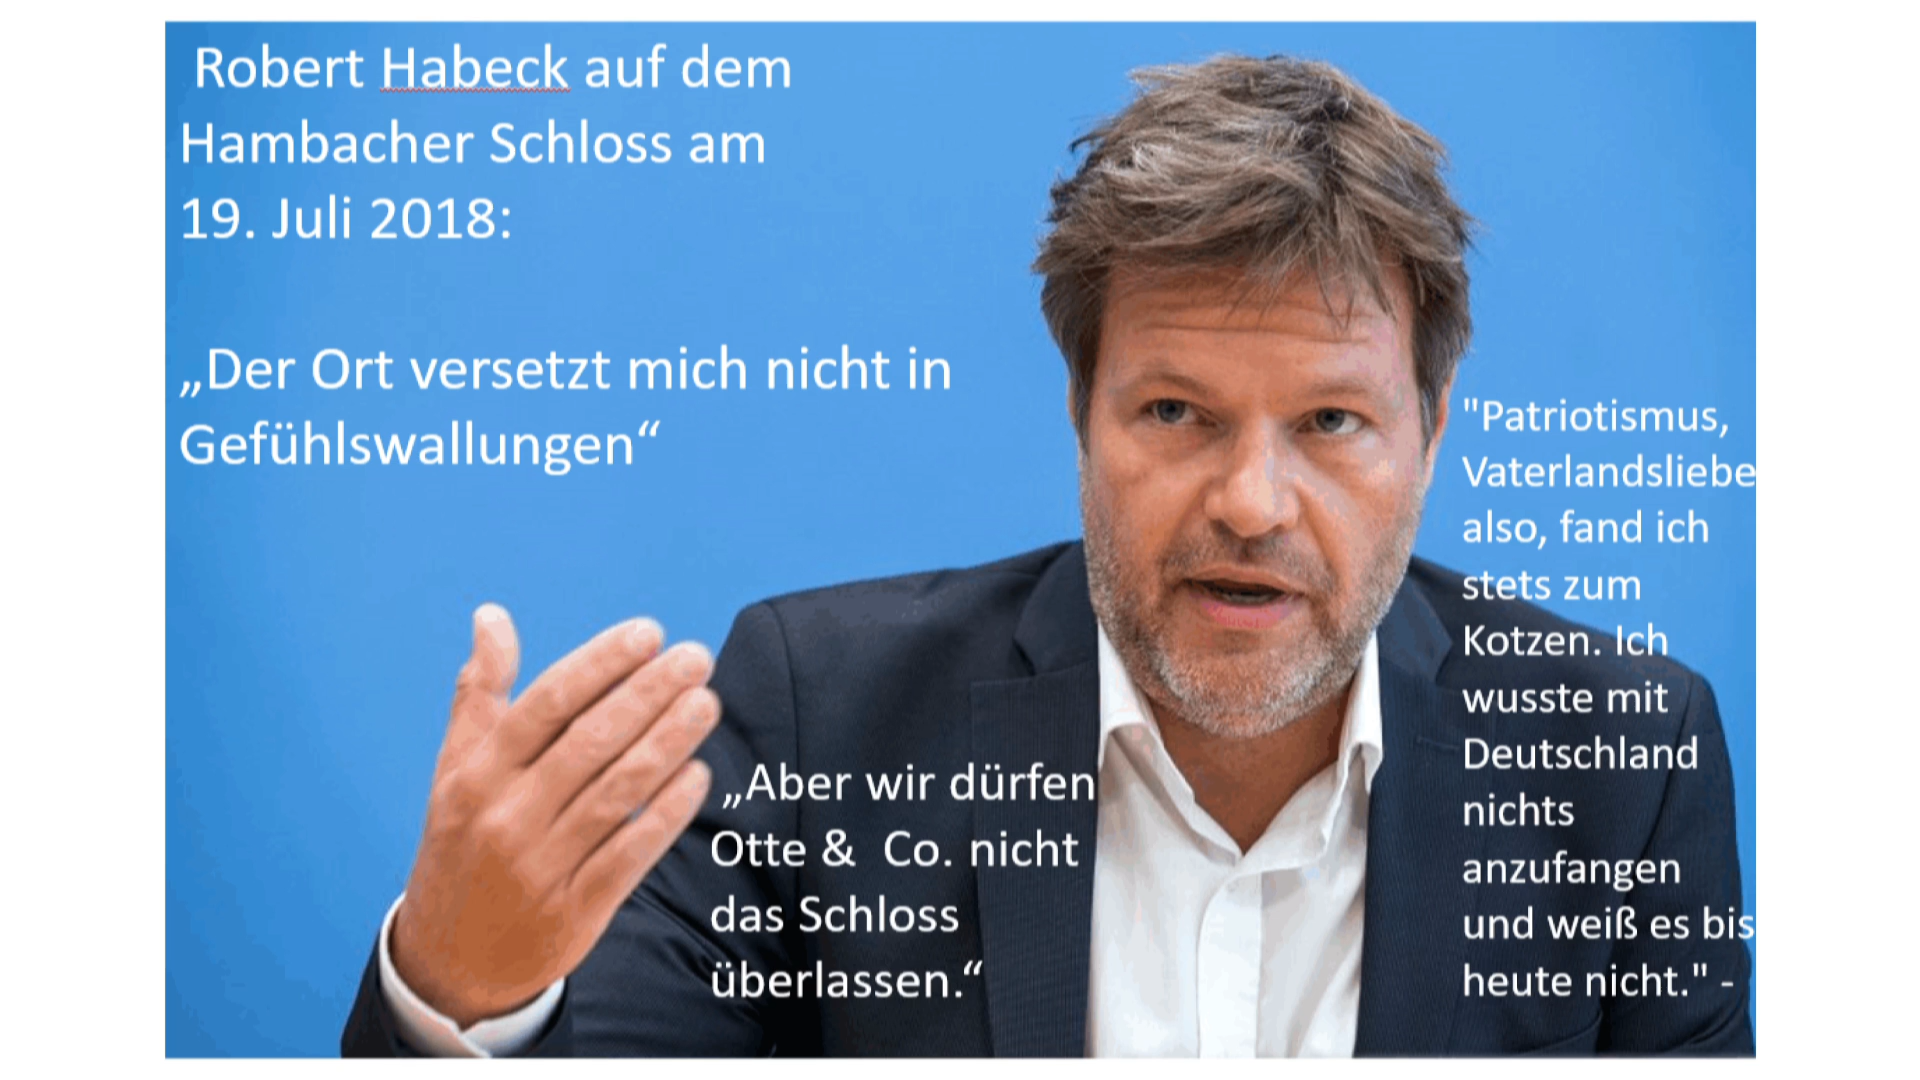 Robert Habeck auf dem
Hambacher Schloss am
19. Juli 2018:
„Der Ort versetzt mich nicht in
Gefühlswallungen“
„Aber wir dürfen
Otte &  Co. nicht
das Schloss
überlassen.“
"Patriotismus,
Vaterlandsliebe
also, fand ich
stets zum
Kotzen. Ich
wusste mit
Deutschland
nichts
anzufangen
und weiß es bis
heute nicht." -